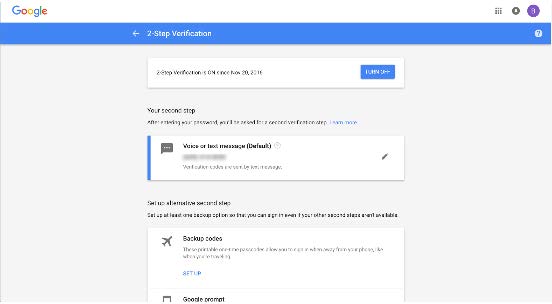 Google
B
2-Step Verification
?
2-Step Verification is ON since Nov 20, 2016
TURN OFF
Your second step
After entering your password, you'll be asked for a second verification step. Learn more
Voice or text message (Default)
Verification codes are sent by text message.
Set up alternative second step
Set up at least one backup option so that you can sign in even if your other second steps aren't available.
Backup codes
These printable one-time passcodes allow you to sign in when away from your phone, like
when you're traveling.
SET UP
Google prompt